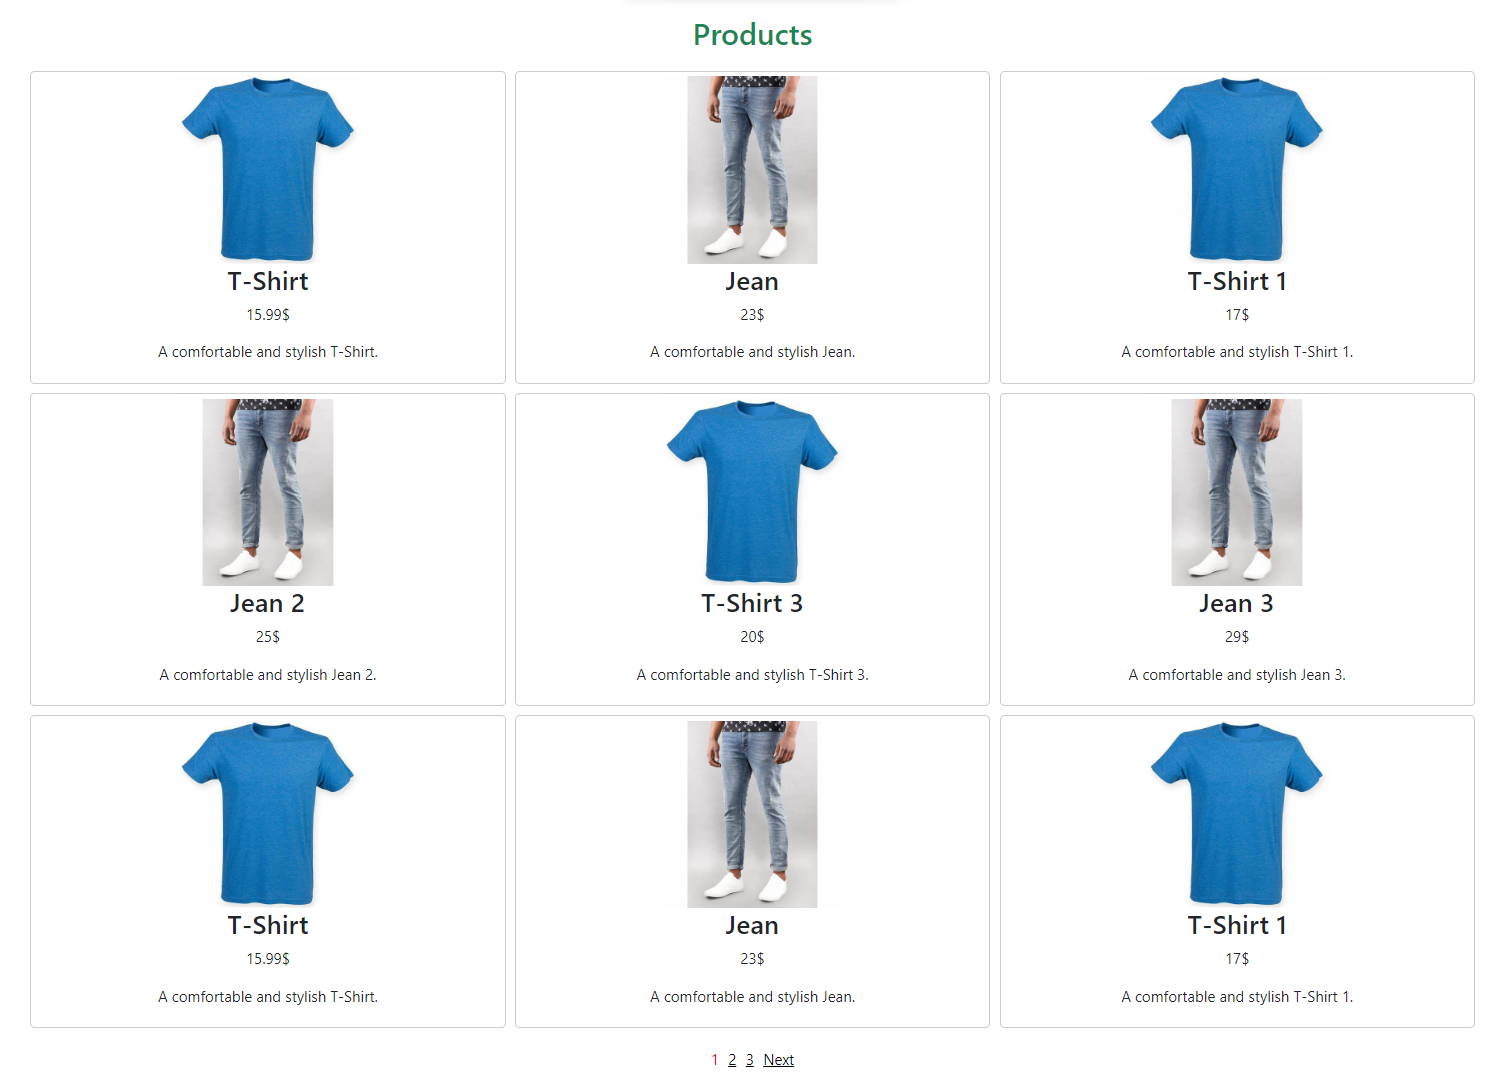 Products
T-Shirt
15.99$
A comfortable and stylish T-Shirt.
Jean
23$
A comfortable and stylish Jean.
T-Shirt 1
17$
A comfortable and stylish T-Shirt 1.
Jean 2
25$
A comfortable and stylish Jean 2.
T-Shirt 3
20$
A comfortable and stylish T-Shirt 3.
Jean 3
29$
A comfortable and stylish Jean 3.
T-Shirt
15.99$
A comfortable and stylish T-Shirt.
Jean
23$
A comfortable and stylish Jean.
T-Shirt 1
17$
A comfortable and stylish T-Shirt 1.
1 2 3 Next